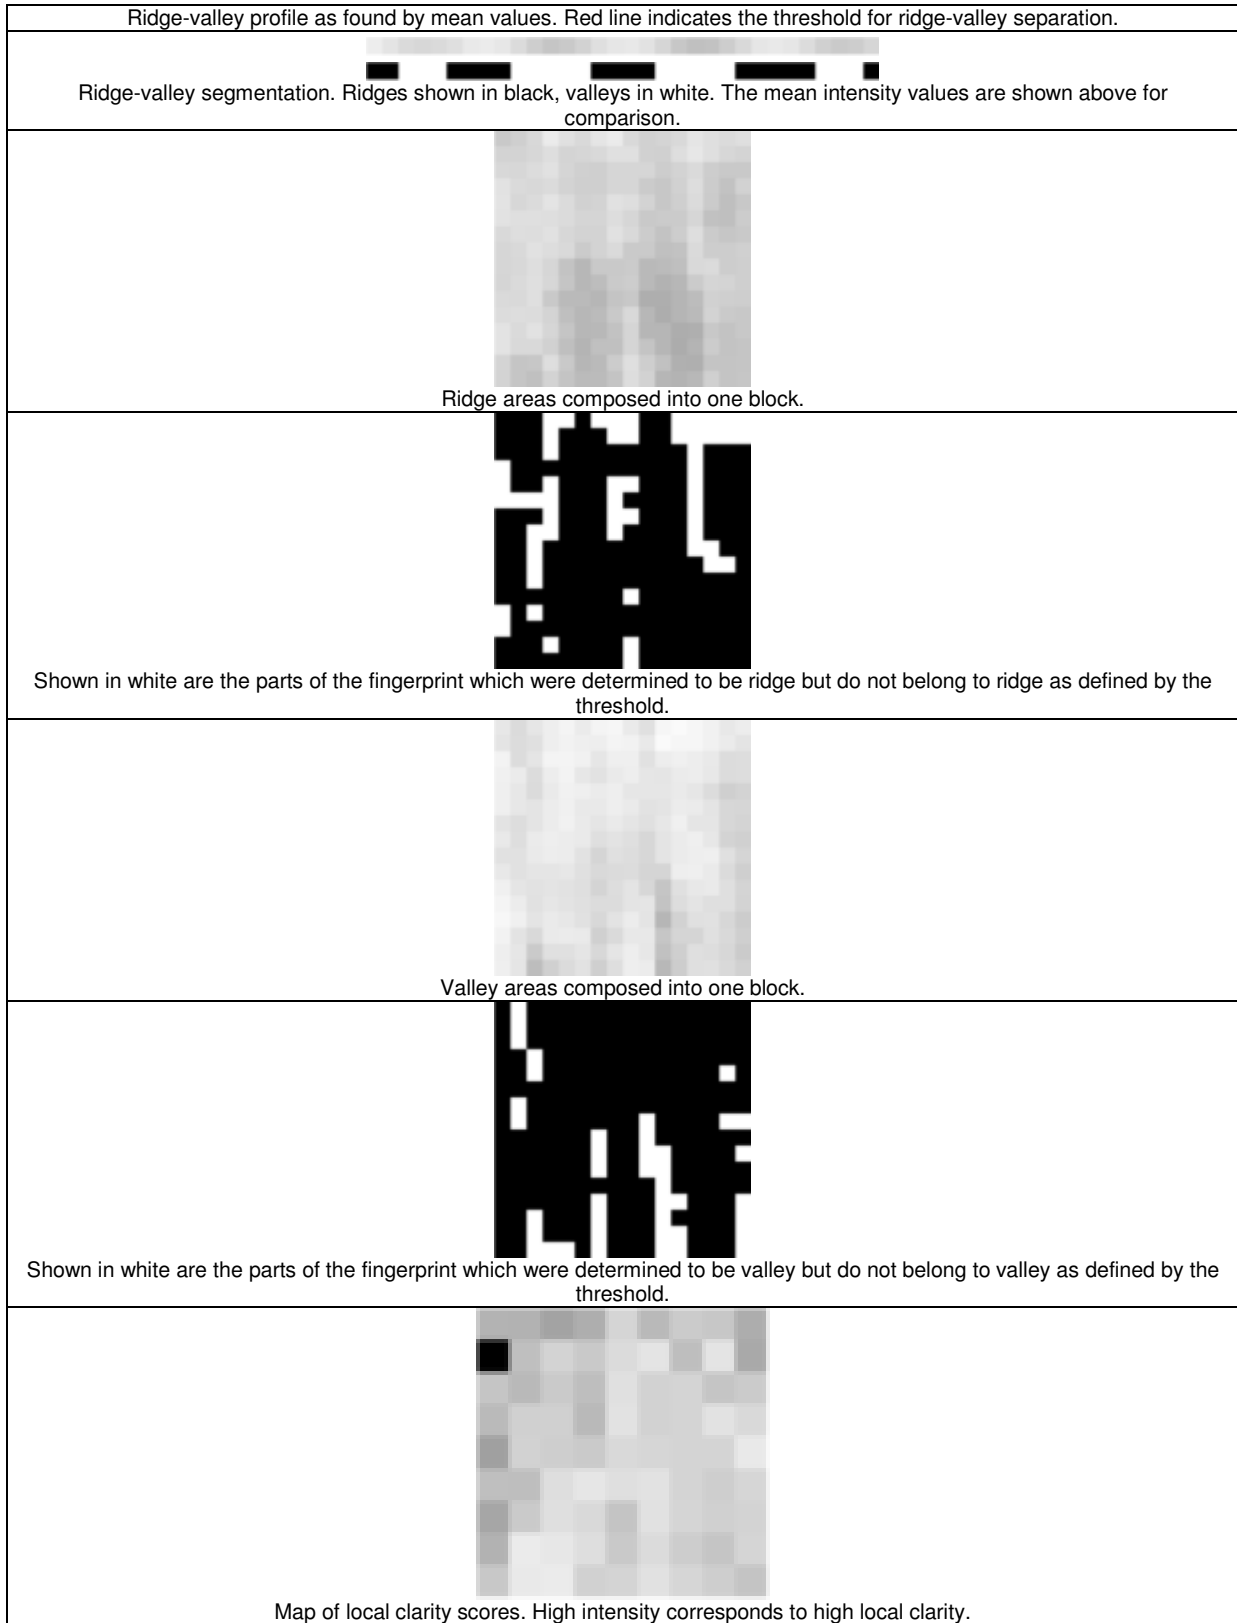 Ridge-valley profile as found by mean values. Red line indicates the threshold for ridge-valley separation.
Ridge-valley segmentation. Ridges shown in black, valleys in white. The mean intensity values are shown above for
comparison.
Ridge areas composed into one block.
Shown in white are the parts of the fingerprint which were determined to be ridge but do not belong to ridge as defined by the
threshold.
Valley areas composed into one block.
Shown in white are the parts of the fingerprint which were determined to be valley but do not belong to valley as defined by the
threshold.
Map of local clarity scores. High intensity corresponds to high local clarity.